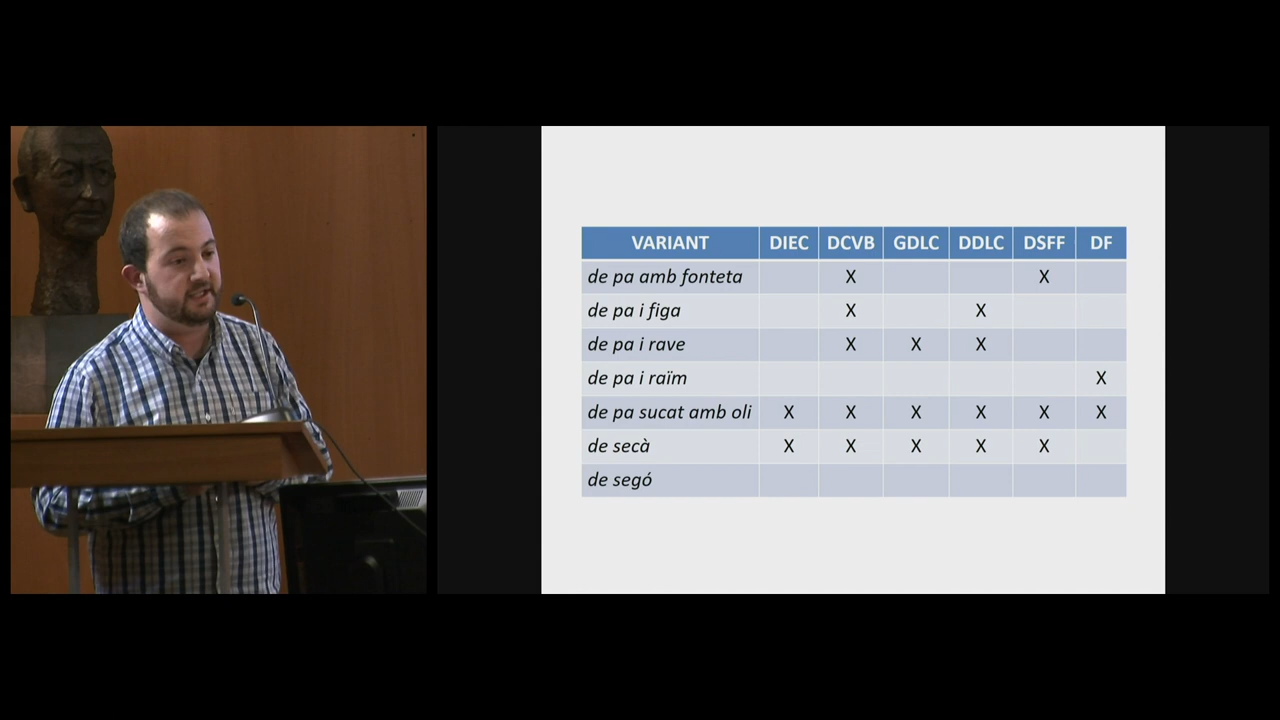 VARIANT DIEC DCVB GDLC DDLC DSFF DF
de pa amb fonteta X X
de pa i figa X X
de pa i rave X X X
de pa i raïm X
de pa sucat amb oli X X X X X X
de secà X X X X X
de segó